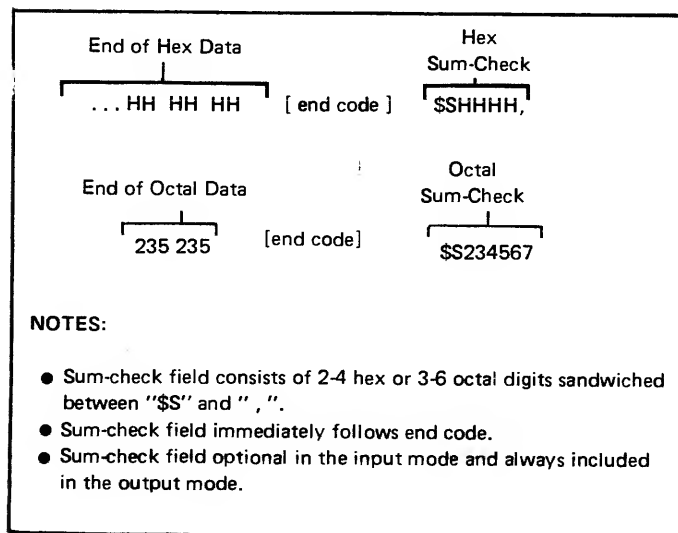 End of Hex Data
Hex
Sum-Check
...HH HH HH [ end code ] $SHHHH,
End of Octal Data
Octal
Sum-Check
235 235 [end code] $S234567
NOTES:
● Sum-check field consists of 2-4 hex or 3-6 octal digits sandwiched
between "$S" and " , ".
● Sum-check field immediately follows end code.
● Sum-check field optional in the input mode and always included
in the output mode.